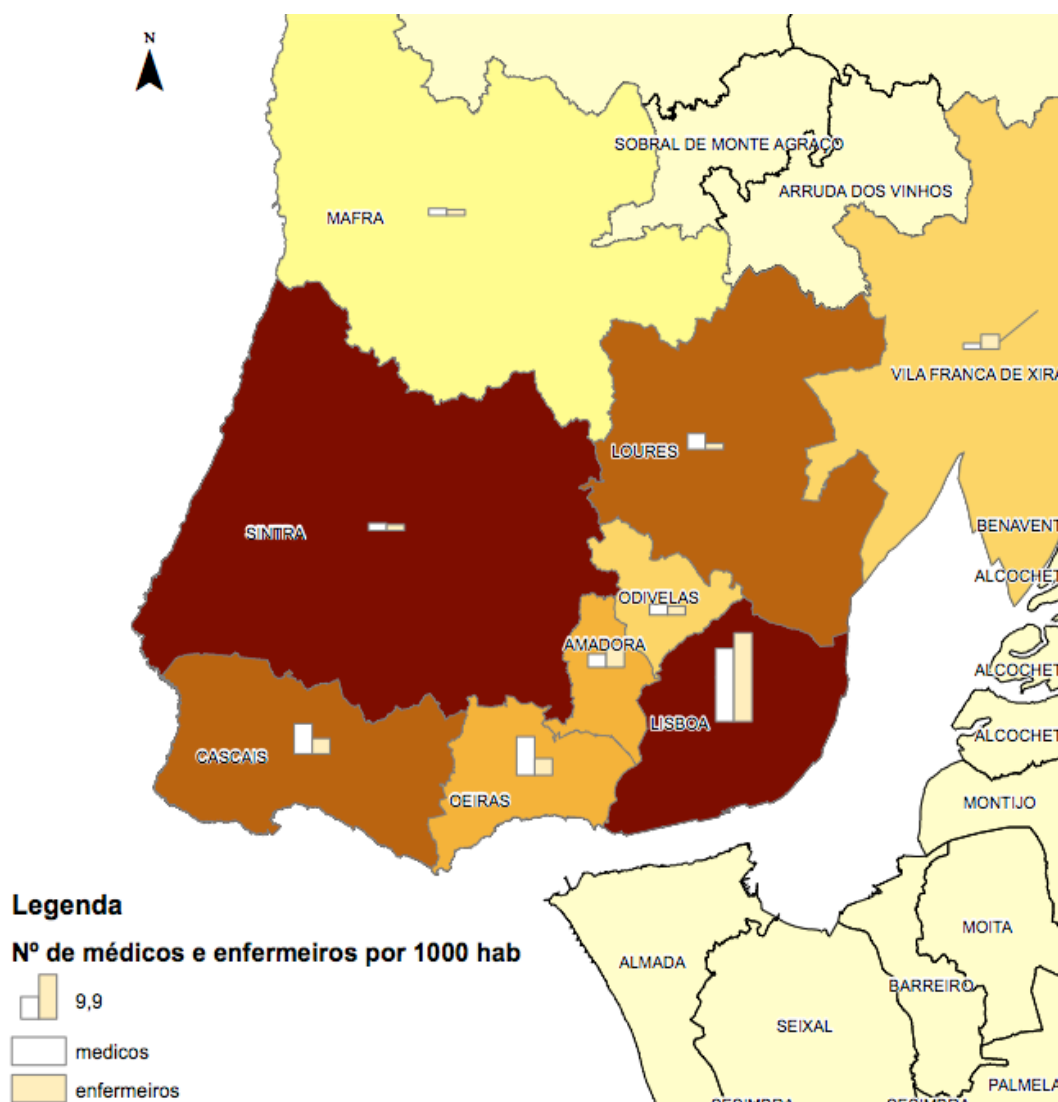 N
SOBRAL DE MONTE AGRAÇO
ARRUDA DOS VINHOS
MAFRA
VILA FRANCA DE XIRA
LOURES
BENAVENT
SINTRA
ALCOCHET
ODIVELAS
AMADORA
ALCOCHET
LISBOA
ALCOCHET
CASCAIS
OEIRAS
MONTIJO
Legenda
MOITA
Nº de médicos e enfermeiros por 1000 hab
ALMADA
BARREIRO
9,9
SEIXAL
medicos
PALMELA
enfermeiros
SESIMBRA
SESIMBRA